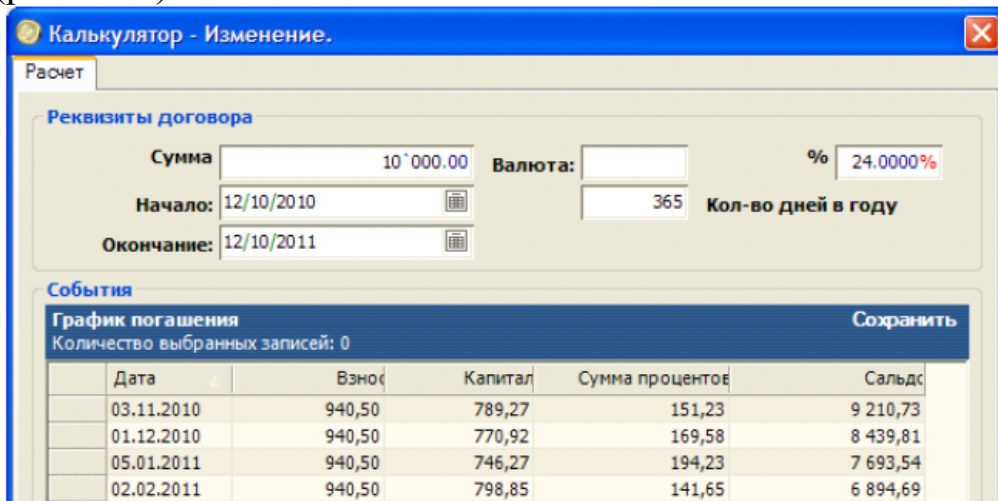 Калькулятор - Изменение.
Расчет
Реквизиты договора
Сумма 10`000.00 Валюта: % 24.0000%
Начало: 12/10/2010 365 Кол-во дней в году
Окончание: 12/10/2011
События
График погашения Сохранить
Количество выбранных записей: 0
Дата Взнос Капитал Сумма процентов Сальдо
03.11.2010 940,50 789,27 151,23 9 210,73
01.12.2010 940,50 770,92 169,58 8 439,81
05.01.2011 940,50 746,27 194,23 7 693,54
02.02.2011 940,50 798,85 141,65 6 894,69